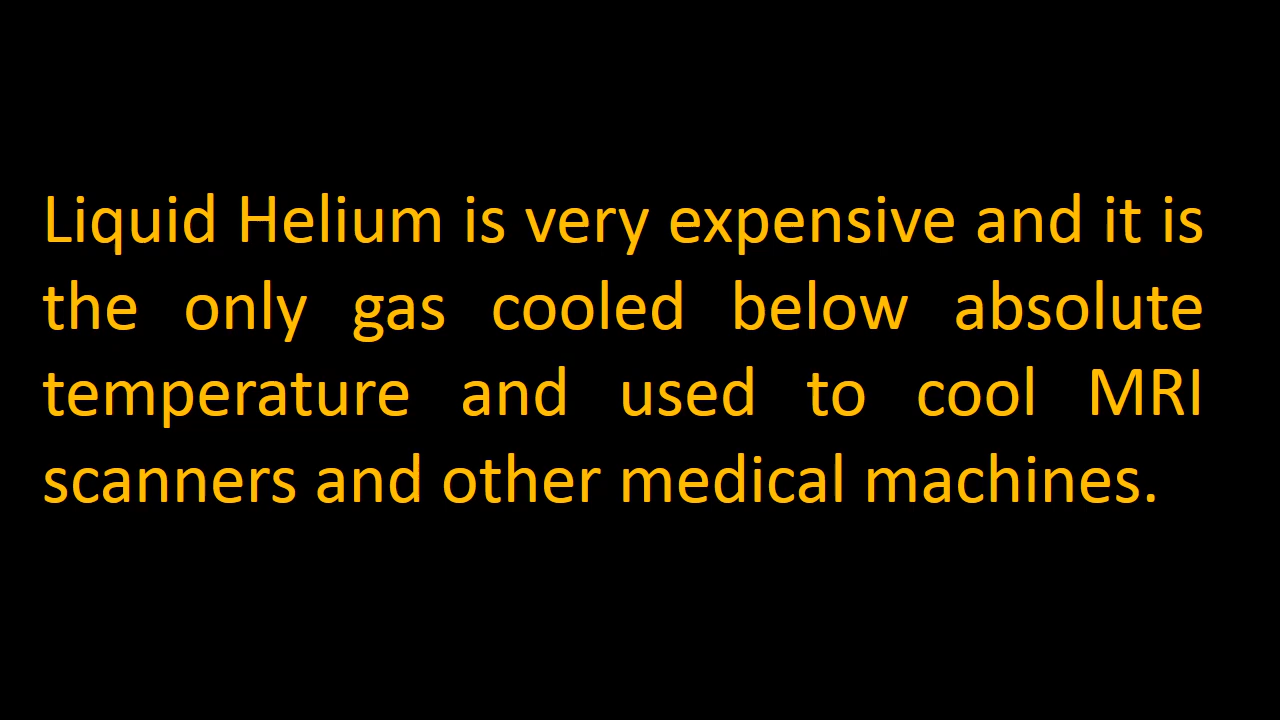 Liquid Helium is very expensive and it is
the only gas cooled below absolute
temperature and used to cool MRI
scanners and other medical machines.